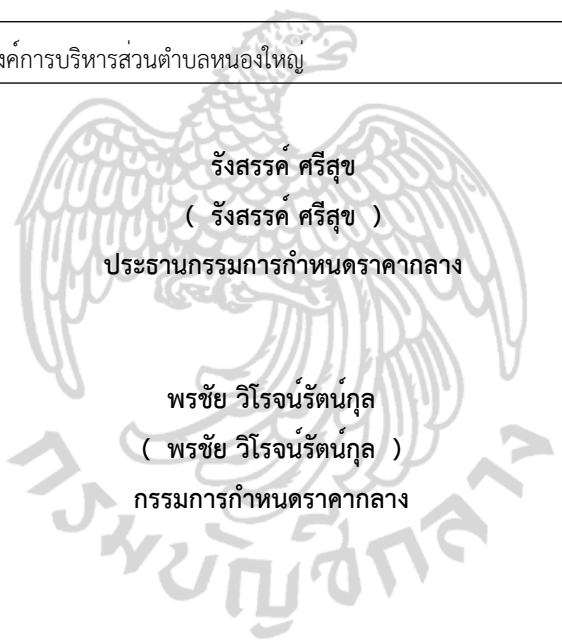 งค์การบริหารส่วนตำบลหนองใหญ่
รังสรรค์ ศรีสุข
( รังสรรค์ ศรีสุข )
ประธานกรรมการกำหนดราคากลาง
พรชัย วิโรจน์รัตน์กุล
( พรชัย วิโรจน์รัตน์กุล )
กรรมการกำหนดราคากลาง
กรมบัญชีกลาง